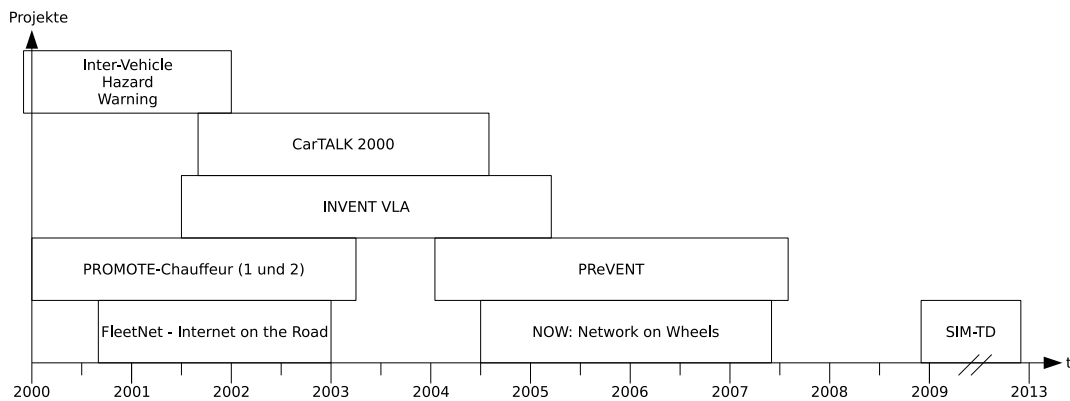 Projekte
Inter-Vehicle
Hazard
Warning
CarTALK 2000
INVENT VLA
PROMOTE-Chauffeur (1 und 2)
PReVENT
FleetNet - Internet on the Road
NOW: Network on Wheels
SIM-TD
t
2000
2001
2002
2003
2004
2005
2006
2007
2008
2009
2013